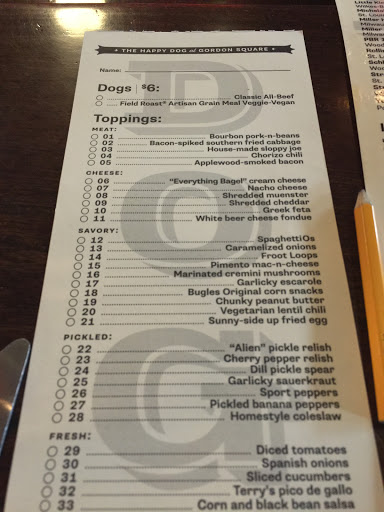 • THE HAPPY DOG at GORDON SQUARE •
Name:
Dogs | $6:
Classic All-Beef
Field Roast® Artisan Grain Meal Veggie-Vegan
Toppings:
MEAT:
01 Bourbon pork-n-beans
02 Bacon-spiked southern fried cabbage
03 House-made sloppy joe
04 Chorizo chili
05 Applewood-smoked bacon
CHEESE:
06 “Everything Bagel” cream cheese
07 Nacho cheese
08 Shredded muenster
09 Shredded cheddar
10 Greek feta
11 White beer cheese fondue
SAVORY:
12 SpaghettiOs
13 Caramelized onions
14 Froot Loops
15 Pimento mac-n-cheese
16 Marinated cremini mushrooms
17 Garlicky escarole
18 Bugles Original corn snacks
19 Chunky peanut butter
20 Vegetarian lentil chili
21 Sunny-side up fried egg
PICKLED:
22 “Alien” pickle relish
23 Cherry pepper relish
24 Dill pickle spear
25 Garlicky sauerkraut
26 Sport peppers
27 Pickled banana peppers
28 Homestyle coleslaw
FRESH:
29 Diced tomatoes
30 Spanish onions
31 Sliced cucumbers
32 Terry's pico de gallo
33 Corn and black bean salsa
DOG